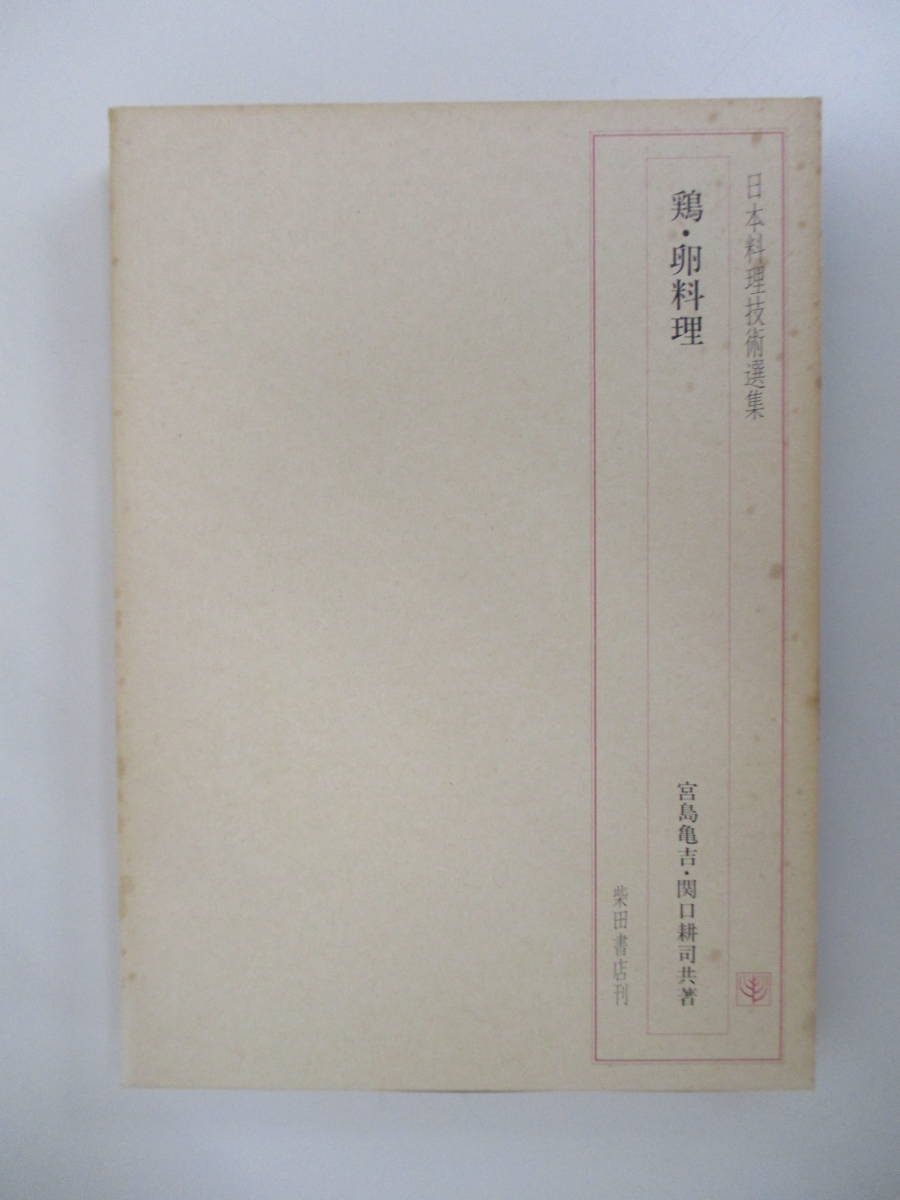 日本料理技術選集
鶏・卵料理
宮島亀吉・関口耕司共著
柴田書店刊